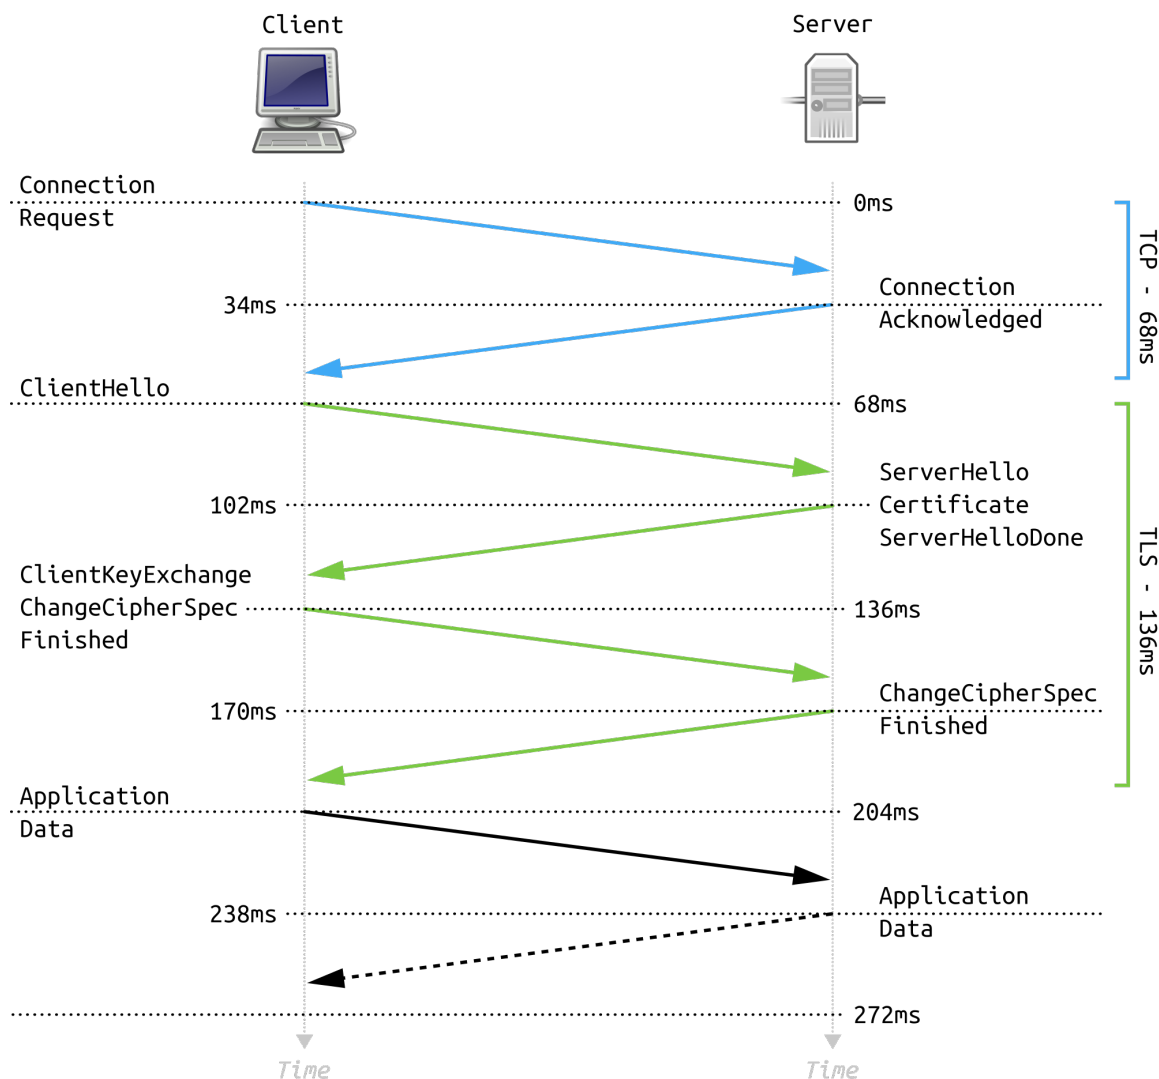 Client
Server
Connection
Request
0ms
Connection
Acknowledged
34ms
TCP - 68ms
ClientHello
68ms
ServerHello
Certificate
ServerHelloDone
102ms
TLS - 136ms
ClientKeyExchange
ChangeCipherSpec
Finished
136ms
ChangeCipherSpec
Finished
170ms
Application
Data
204ms
Application
Data
238ms
272ms
Time
Time